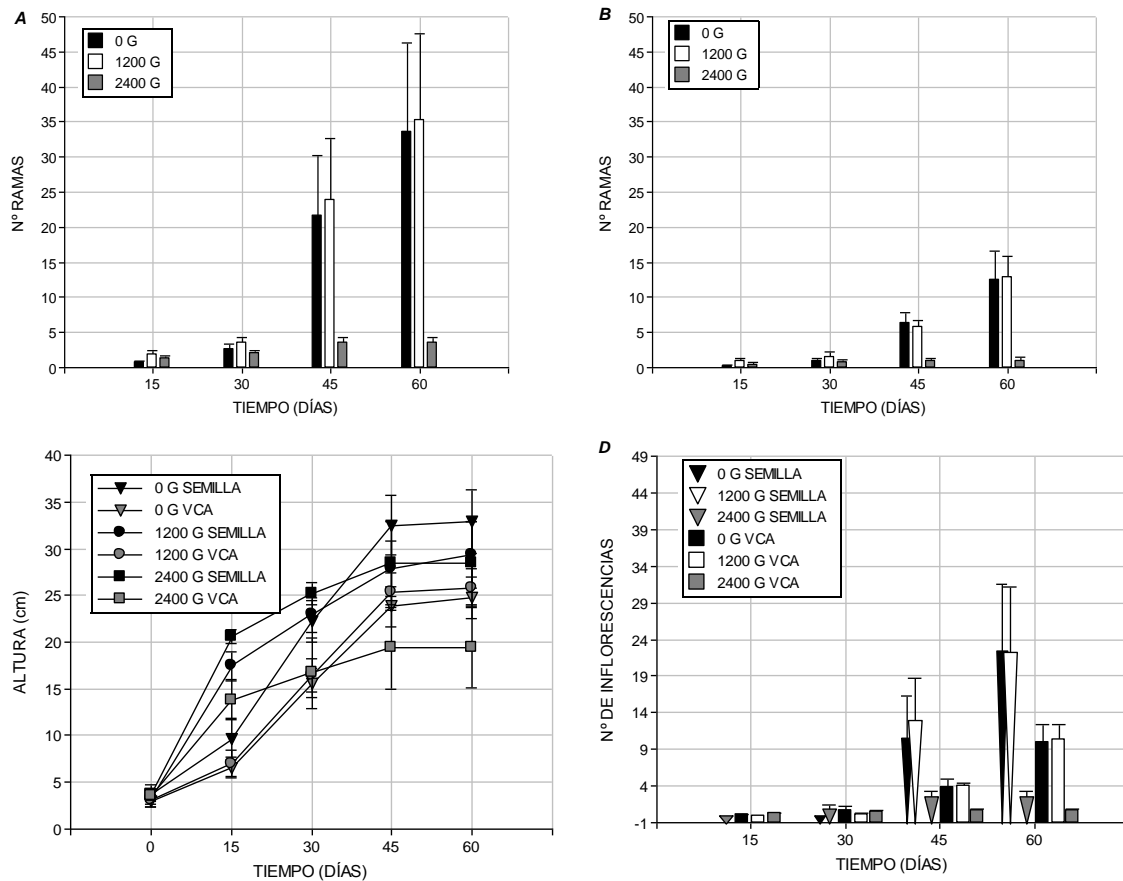 A
50
45
40
35
30
25
20
15
10
5
0
Nº RAMAS
0 G
1200 G
2400 G
15 30 45 60
TIEMPO (DÍAS)
B
50
45
40
35
30
25
20
15
10
5
0
Nº RAMAS
0 G
1200 G
2400 G
15 30 45 60
TIEMPO (DÍAS)
40
35
30
25
20
15
10
5
0
ALTURA (cm)
0 G SEMILLA
0 G VCA
1200 G SEMILLA
1200 G VCA
2400 G SEMILLA
2400 G VCA
0 15 30 45 60
TIEMPO (DÍAS)
D
49
44
39
34
29
24
19
14
9
4
-1
Nº DE INFLORESCENCIAS
0 G SEMILLA
1200 G SEMILLA
2400 G SEMILLA
0 G VCA
1200 G VCA
2400 G VCA
15 30 45 60
TIEMPO (DÍAS)